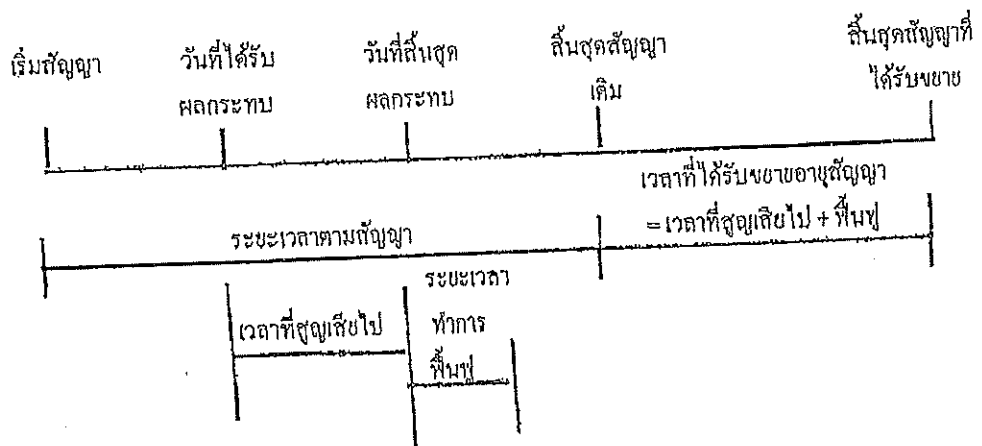 เริ่มสัญญา
วันที่ได้รับ
ผลกระทบ
วันที่สิ้นสุด
ผลกระทบ
สิ้นสุดสัญญา
เดิม
สิ้นสุดสัญญาที่
ได้รับขยาย
เวลาที่ได้รับขยายอายุสัญญา
=เวลาที่สูญเสียไป + ฟื้นฟู
ระยะเวลาตามสัญญา
เวลาที่สูญเสียไป
ระยะเวลา
ทำการ
ฟื้นฟู